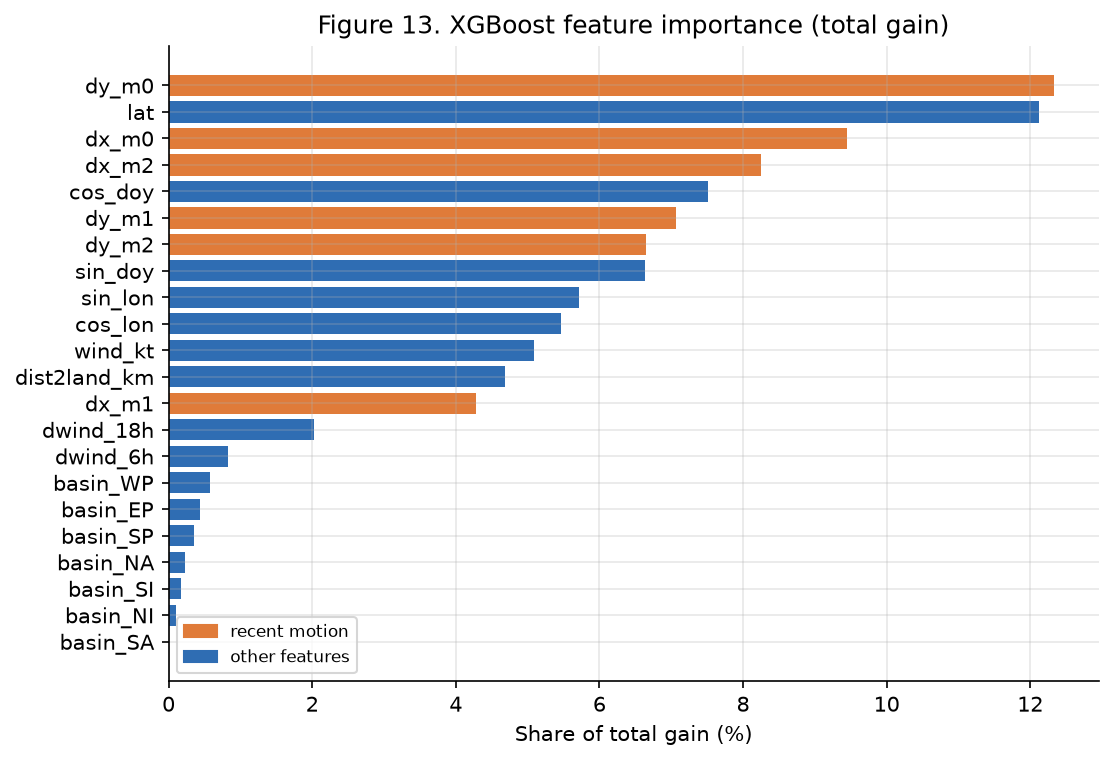 Figure 13. XGBoost feature importance (total gain)
dy_m0
lat
dx_m0
dx_m2
cos_doy
dy_m1
dy_m2
sin_doy
sin_lon
cos_lon
wind_kt
dist2land_km
dx_m1
dwind_18h
dwind_6h
basin_WP
basin_EP
basin_SP
basin_NA
basin_SI
basin_NI
basin_SA
recent motion
other features
0 2 4 6 8 10 12
Share of total gain (%)